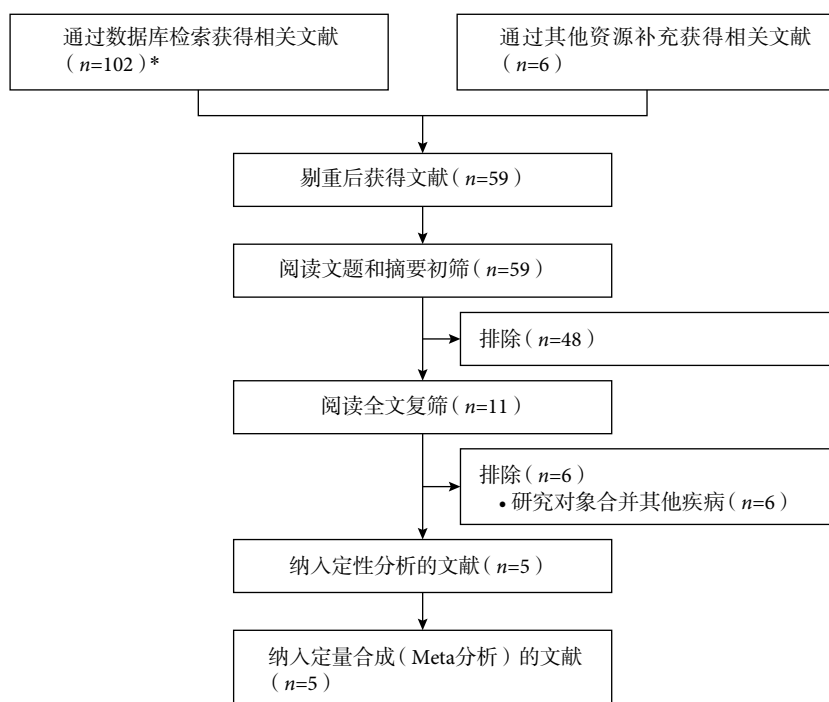 通过数据库检索获得相关文献
（n=102）*
通过其他资源补充获得相关文献
（n=6）
剔重后获得文献（n=59）
阅读文题和摘要初筛（n=59）
排除（n=48）
阅读全文复筛（n=11）
排除（n=6）
• 研究对象合并其他疾病（n=6）
纳入定性分析的文献（n=5）
纳入定量合成（Meta分析）的文献
（n=5）